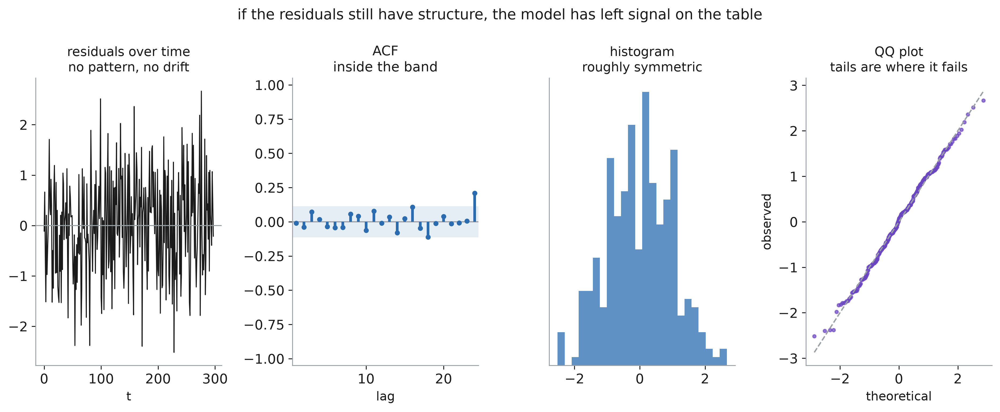 if the residuals still have structure, the model has left signal on the table
residuals over time
no pattern, no drift
2
1
0
−1
−2
0 100 200 300
t
ACF
inside the band
1.00
0.75
0.50
0.25
0.00
−0.25
−0.50
−0.75
−1.00
10 20
lag
histogram
roughly symmetric
−2 0 2
QQ plot
tails are where it fails
observed
3
2
1
0
−1
−2
−3
−2 0 2
theoretical